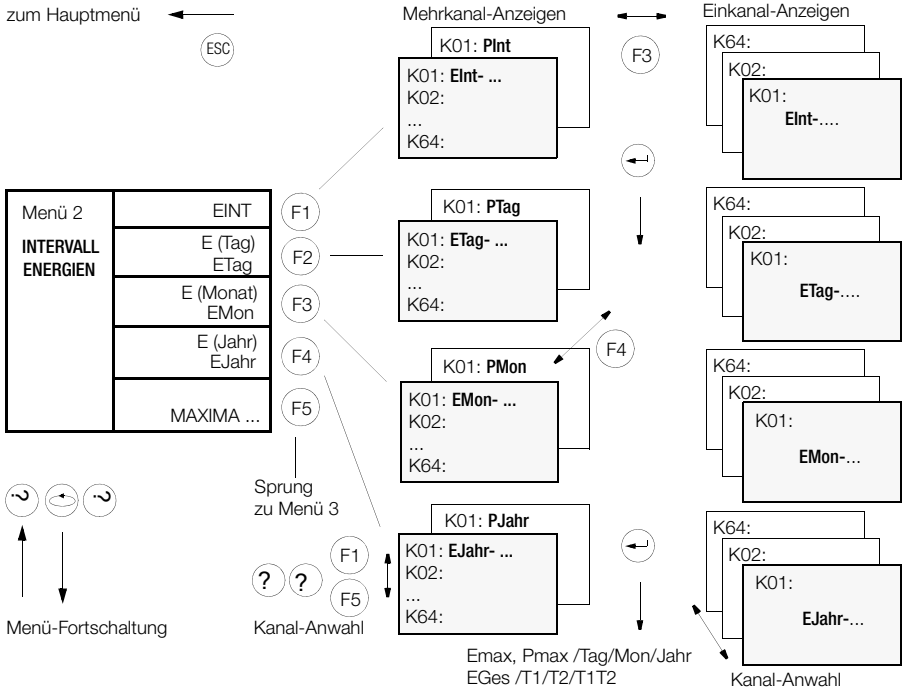 zum Hauptmenü
ESC
Mehrkanal-Anzeigen
Einkanal-Anzeigen
F3
K01: PInt
K01: EInt- ...
K02:
...
K64:
K64:
K02:
K01:
EInt-....
Menü 2
INTERVALL
ENERGIEN
EINT
F1
E (Tag)
ETag
F2
E (Monat)
EMon
F3
E (Jahr)
EJahr
F4
MAXIMA ...
F5
K01: PTag
K01: ETag- ...
K02:
...
K64:
K64:
K02:
K01:
ETag-....
F4
K01: PMon
K01: EMon- ...
K02:
...
K64:
K64:
K02:
K01:
EMon-...
Sprung
zu Menü 3
? ?
Menü-Fortschaltung
? ?
F1
F5
Kanal-Anwahl
K01: PJahr
K01: EJahr- ...
K02:
...
K64:
K64:
K02:
K01:
EJahr-...
Emax, Pmax /Tag/Mon/Jahr
EGes /T1/T2/T1T2
Kanal-Anwahl